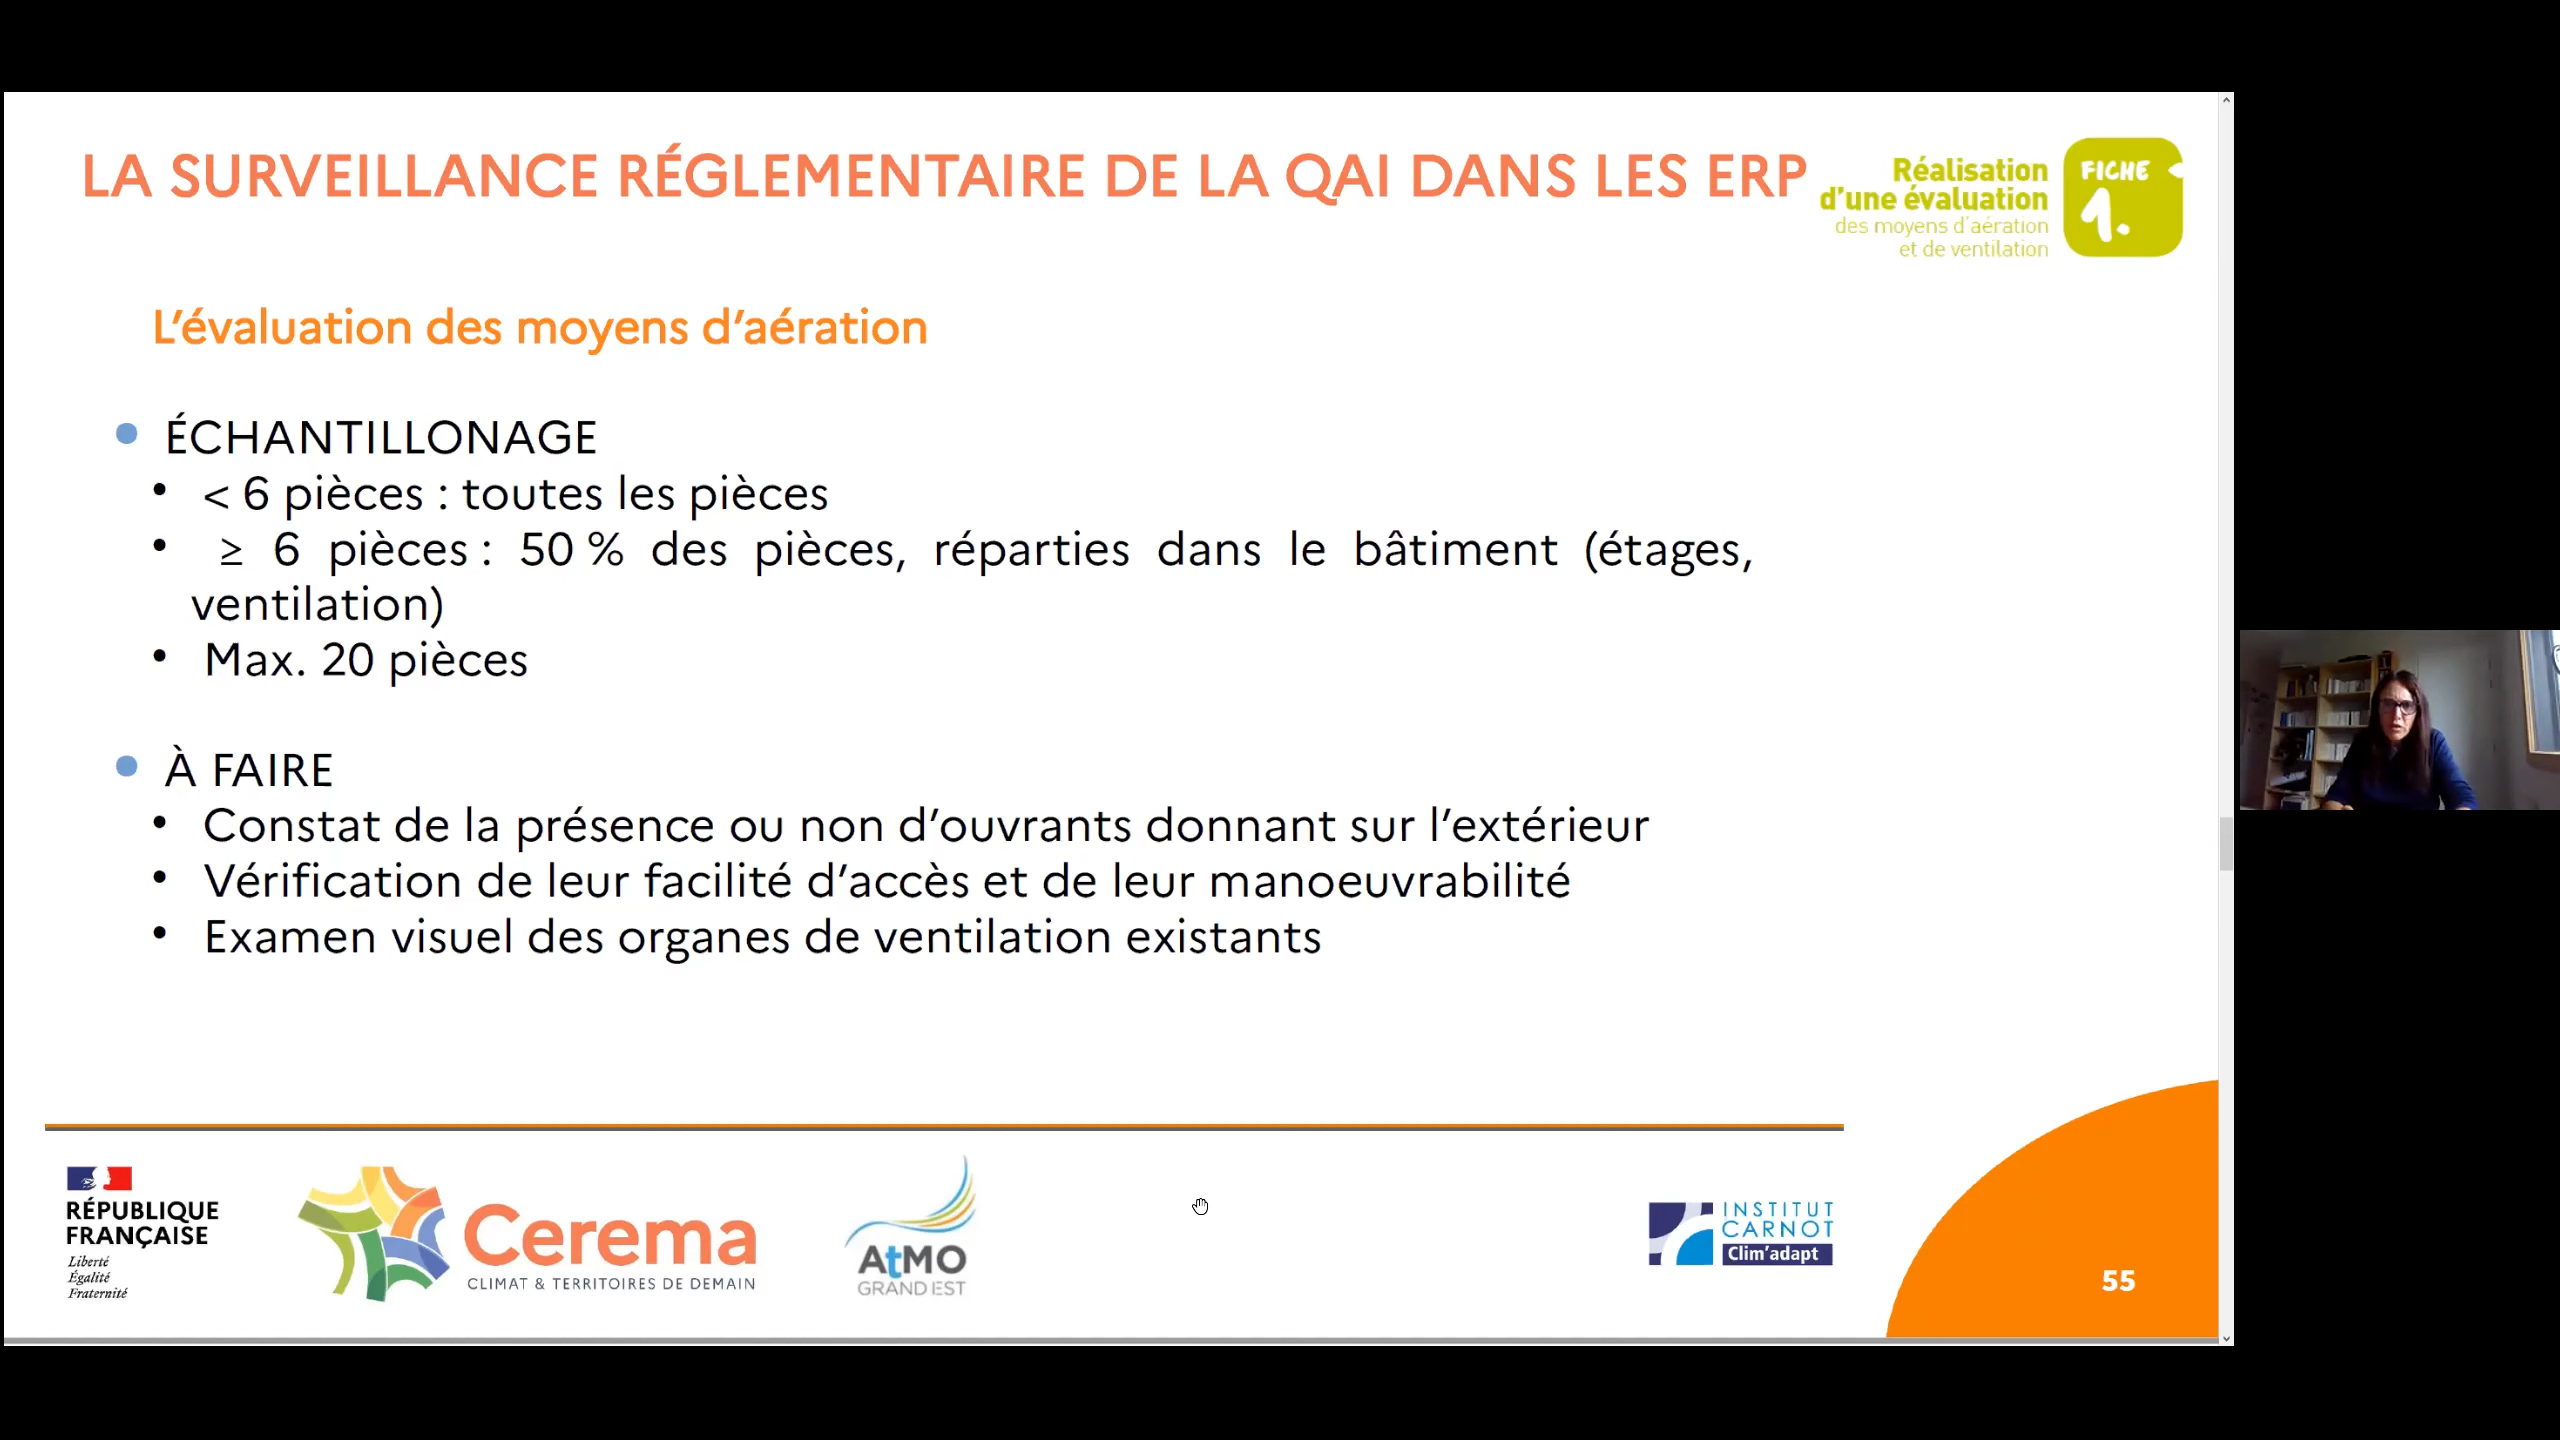 LA SURVEILLANCE RÉGLEMENTAIRE DE LA QAI DANS LES ERP
Réalisation
d'une évaluation
des moyens d'aération
et de ventilation
FICHE
1.
L'évaluation des moyens d'aération
• ÉCHANTILLONAGE
• < 6 pièces : toutes les pièces
• ≥ 6 pièces : 50 % des pièces, réparties dans le bâtiment (étages,
ventilation)
• Max. 20 pièces
• À FAIRE
• Constat de la présence ou non d'ouvrants donnant sur l'extérieur
• Vérification de leur facilité d'accès et de leur manoeuvrabilité
• Examen visuel des organes de ventilation existants
RÉPUBLIQUE
FRANÇAISE
Liberté
Égalité
Fraternité
Cerema
CLIMAT & TERRITOIRES DE DEMAIN
AtMO
GRAND EST
INSTITUT
CARNOT
Clim'adapt
55